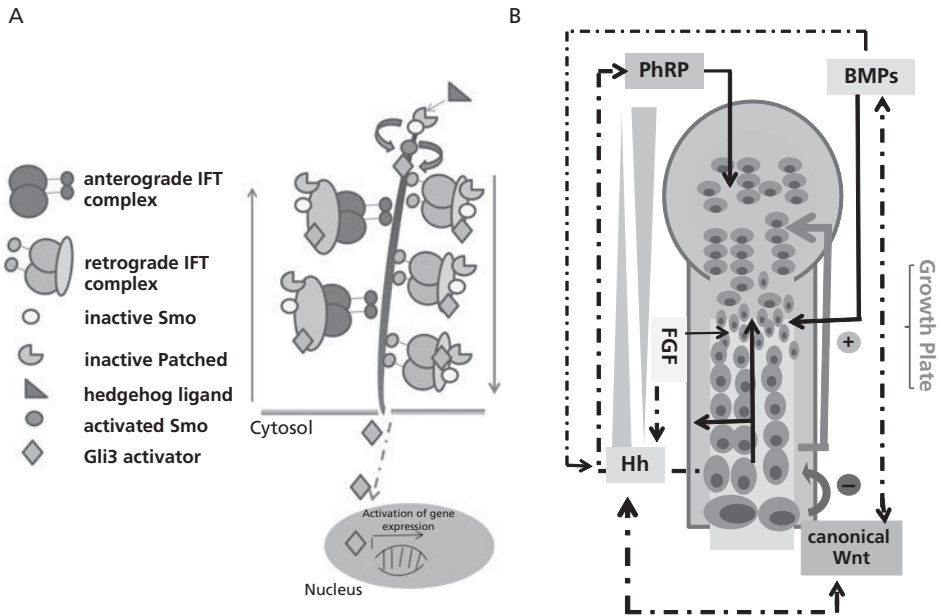 A
anterograde IFT
complex
retrograde IFT
complex
inactive Smo
inactive Patched
hedgehog ligand
activated Smo
Gli3 activator
Cytosol
Activation of gene
expression
Nucleus
B
PhRP
BMPs
FGF
+
Growth Plate
Hh
−
canonical
Wnt